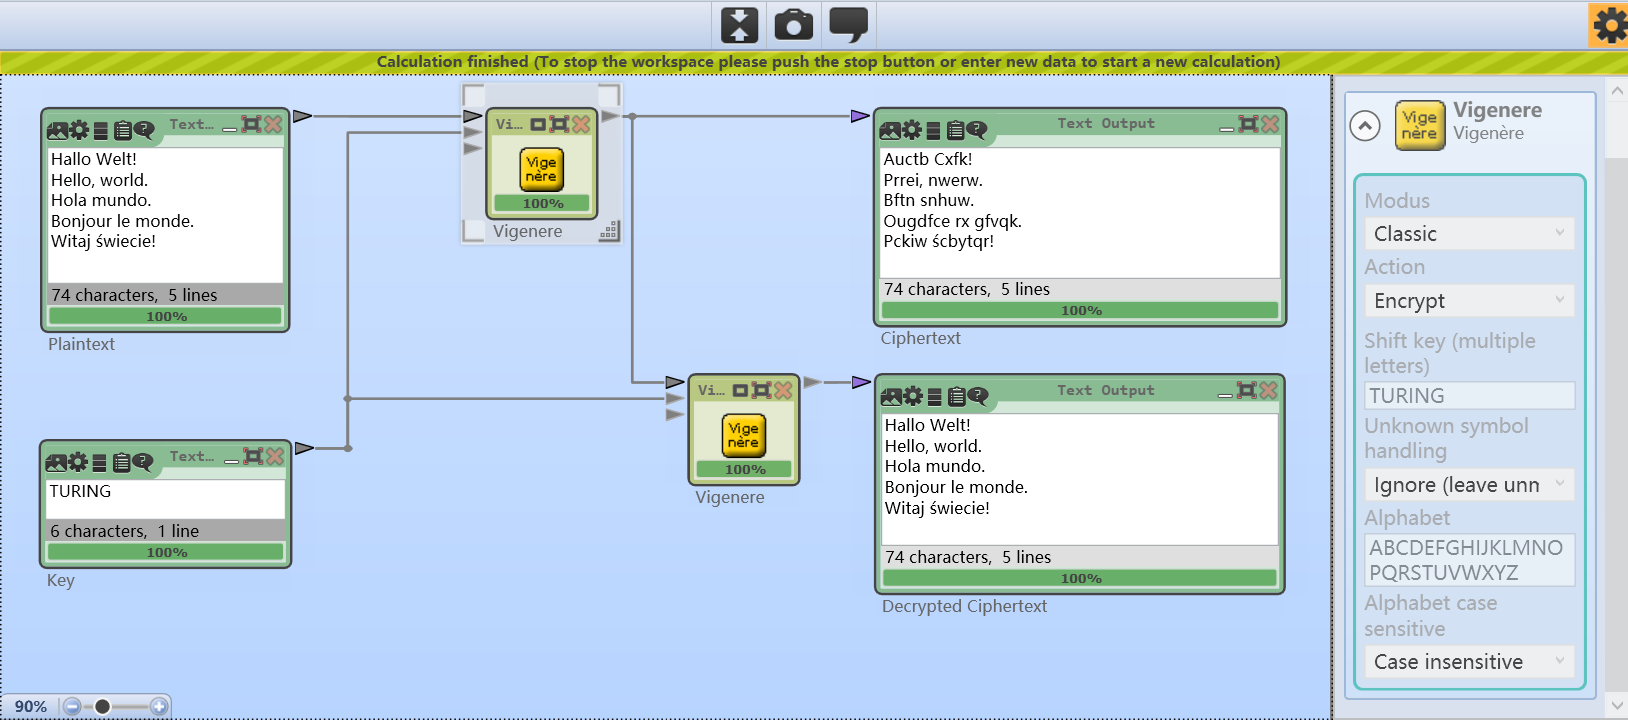 Calculation finished (To stop the workspace please push the stop button or enter new data to start a new calculation)
Text...
Hallo Welt!
Hello, world.
Hola mundo.
Bonjour le monde.
Witaj świecie!
74 characters, 5 lines
100%
Plaintext
Vi...
Vige
nère
100%
Vigenere
Text Output
Auctb Cxfk!
Prrei, nwerw.
Bftn snhuw.
Ougdfce rx gfvqk.
Pckiw ścbytqr!
74 characters, 5 lines
100%
Ciphertext
Text...
TURING
6 characters, 1 line
100%
Key
Vi...
Vige
nère
100%
Vigenere
Text Output
Hallo Welt!
Hello, world.
Hola mundo.
Bonjour le monde.
Witaj świecie!
74 characters, 5 lines
100%
Decrypted Ciphertext
90%
Vige
nère
Vigenere
Vigenère
Modus
Classic
Action
Encrypt
Shift key (multiple
letters)
TURING
Unknown symbol
handling
Ignore (leave unn
Alphabet
ABCDEFGHIJKLMNO
PQRSTUVWXYZ
Alphabet case
sensitive
Case insensitive